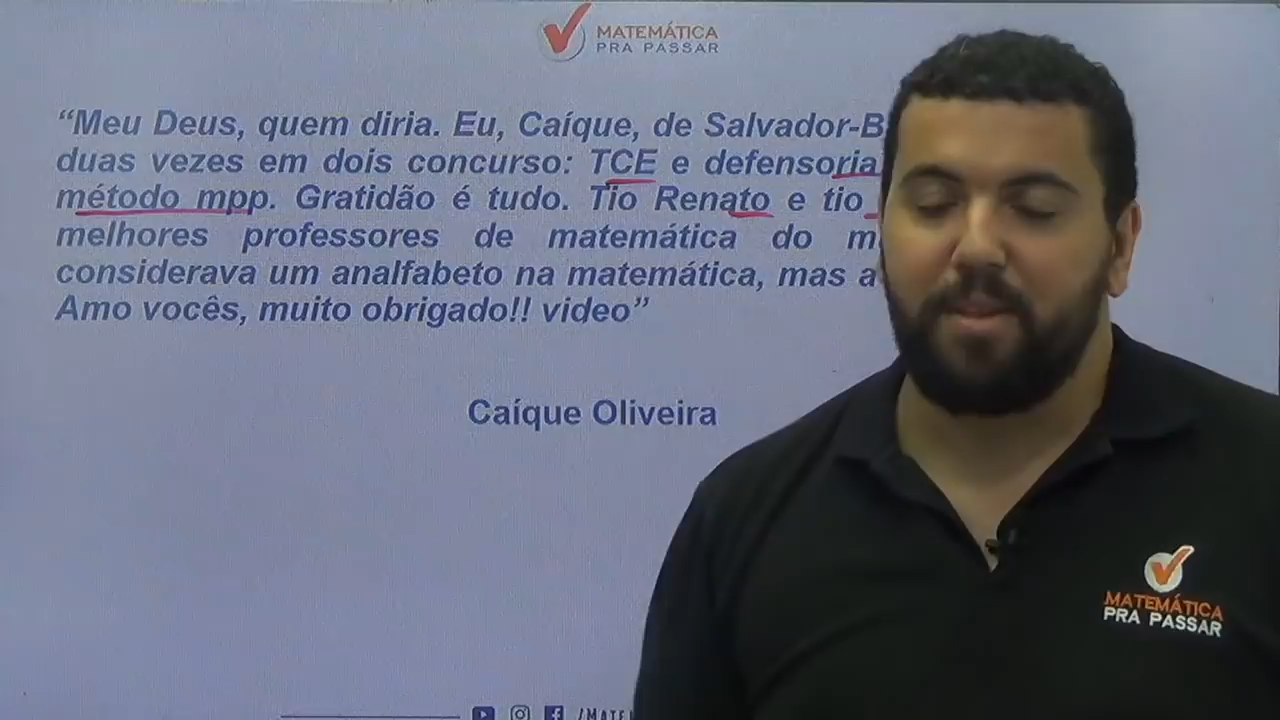 MATEMÁTICA
PRA PASSAR
“Meu Deus, quem diria. Eu, Caíque, de Salvador-B
duas vezes em dois concurso: TCE e defensoria
método mpp. Gratidão é tudo. Tio Renato e tio
melhores professores de matemática do m
considerava um analfabeto na matemática, mas a
Amo vocês, muito obrigado!! video”
Caíque Oliveira
MATEMÁTICA
PRA PASSAR
/MATE